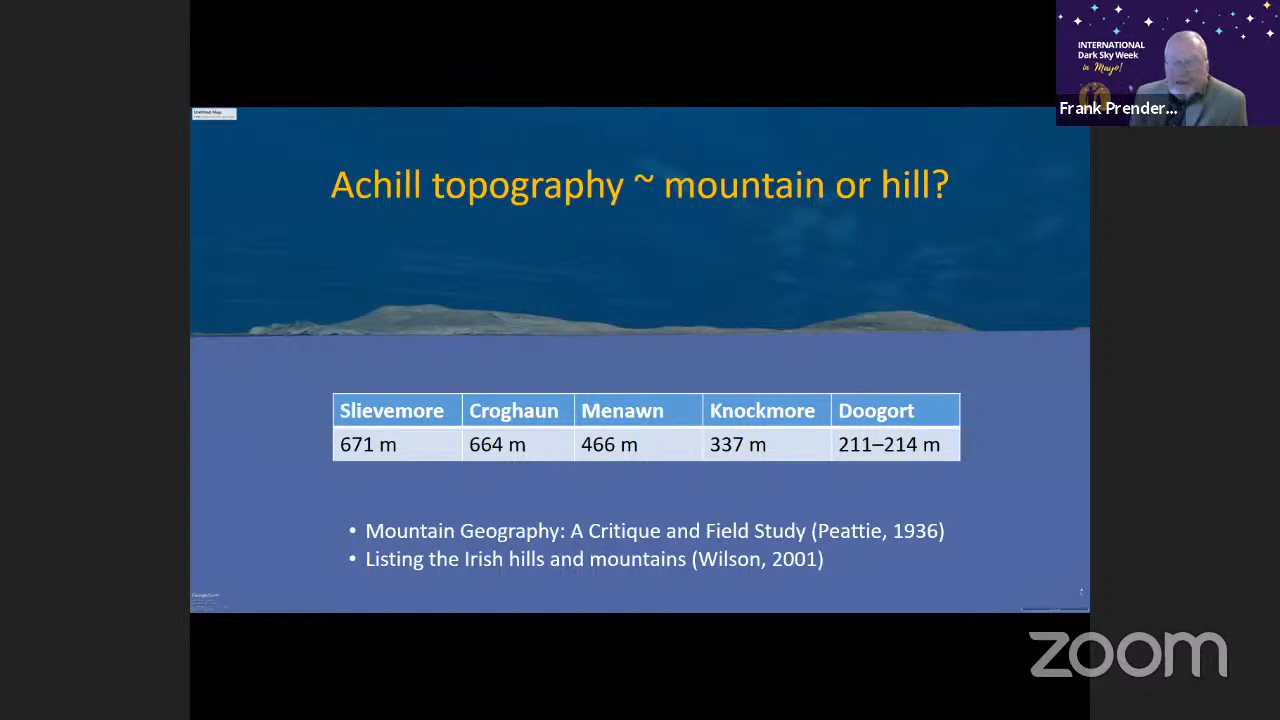 INTERNATIONAL
Dark Sky Week
in Mayo!
Frank Prender...
Achill topography ~ mountain or hill?
Slievemore Croghaun Menawn Knockmore Doogort
671 m 664 m 466 m 337 m 211–214 m
• Mountain Geography: A Critique and Field Study (Peattie, 1936)
• Listing the Irish hills and mountains (Wilson, 2001)
zoom